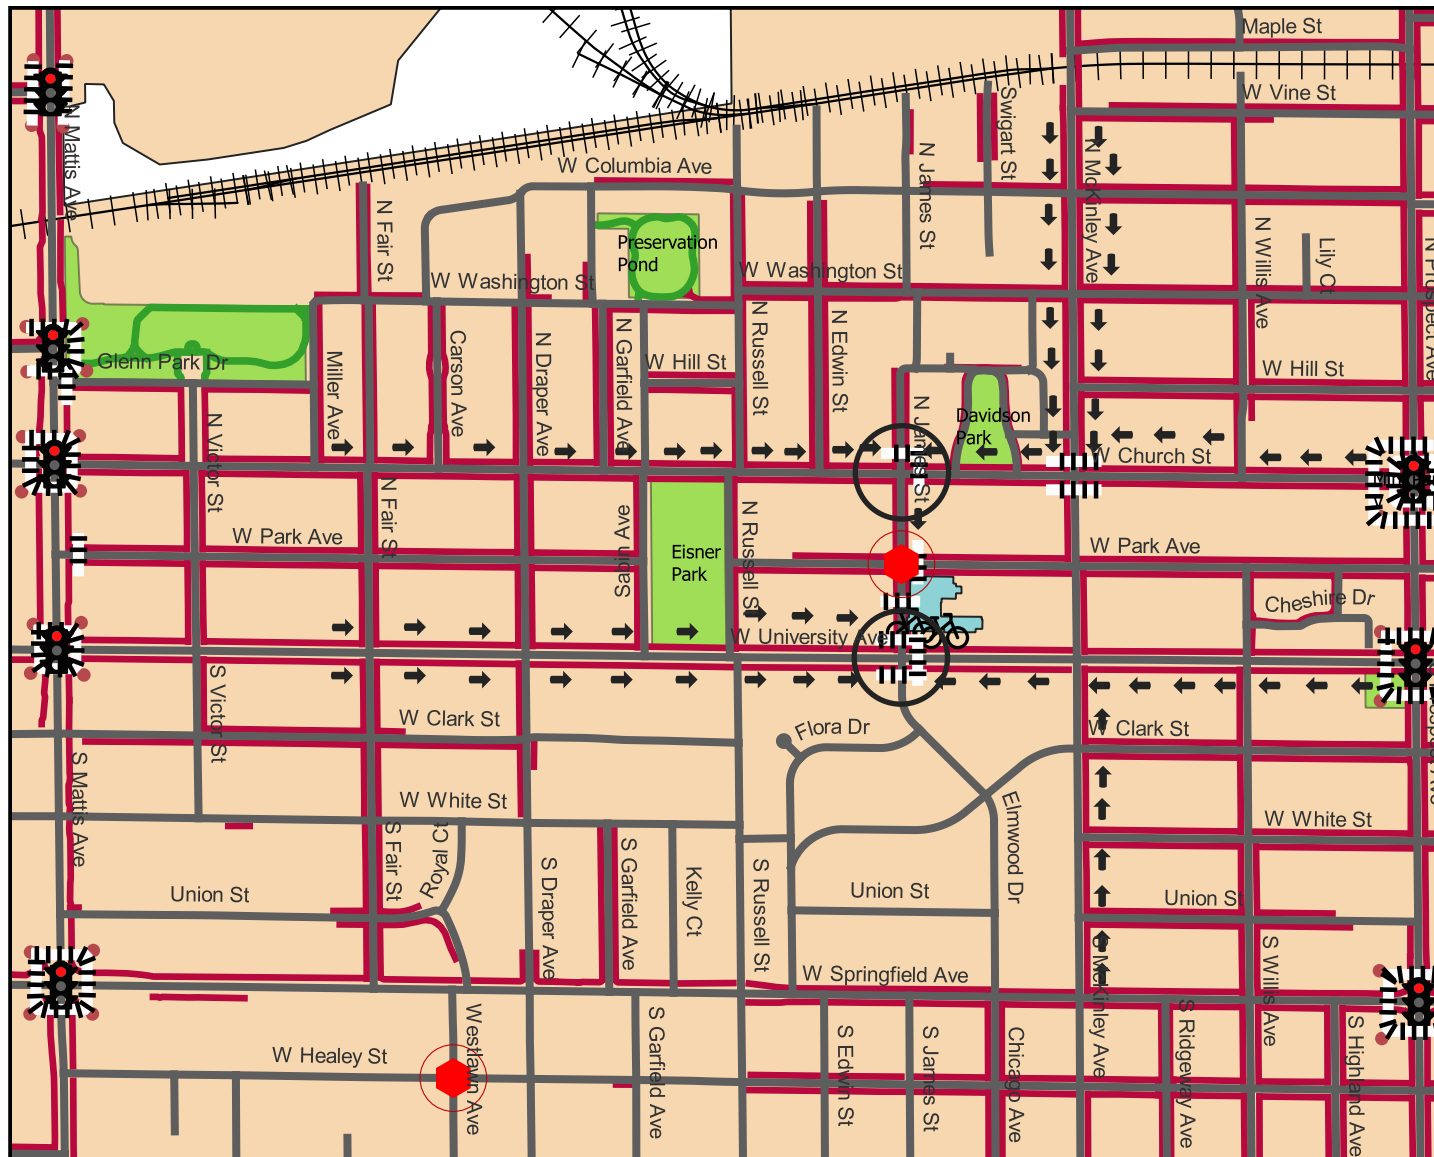 Maple St
W Vine St
Swigart St
N Mattis Ave
N James St
N McKinley Ave
W Columbia Ave
N Fair St
Preservation
Pond
N Willis Ave
Lily Ct
N Prospect Ave
W Washington St
W Washington St
N Russell St
N Edwin St
N Garfield Ave
N Draper Ave
Carson Ave
Miller Ave
Glenn Park Dr
W Hill St
W Hill St
N James St
Davidson
Park
N Victor St
W Church St
N Fair St
Sabin Ave
N Russell St
W Park Ave
Eisner
Park
W Park Ave
Cheshire Dr
W University Ave
S Victor St
W Clark St
Flora Dr
W Clark St
S Mattis Ave
W White St
Elmwood Dr
W White St
S Fair St
Royal Ct
S Draper Ave
S Garfield Ave
Kelly Ct
S Russell St
Union St
Union St
Union St
S McKinley Ave
S Willis Ave
W Springfield Ave
Westlawn Ave
S Garfield Ave
S Edwin St
S James St
Chicago Ave
S Ridgeway Ave
S Highland Ave
W Healey St